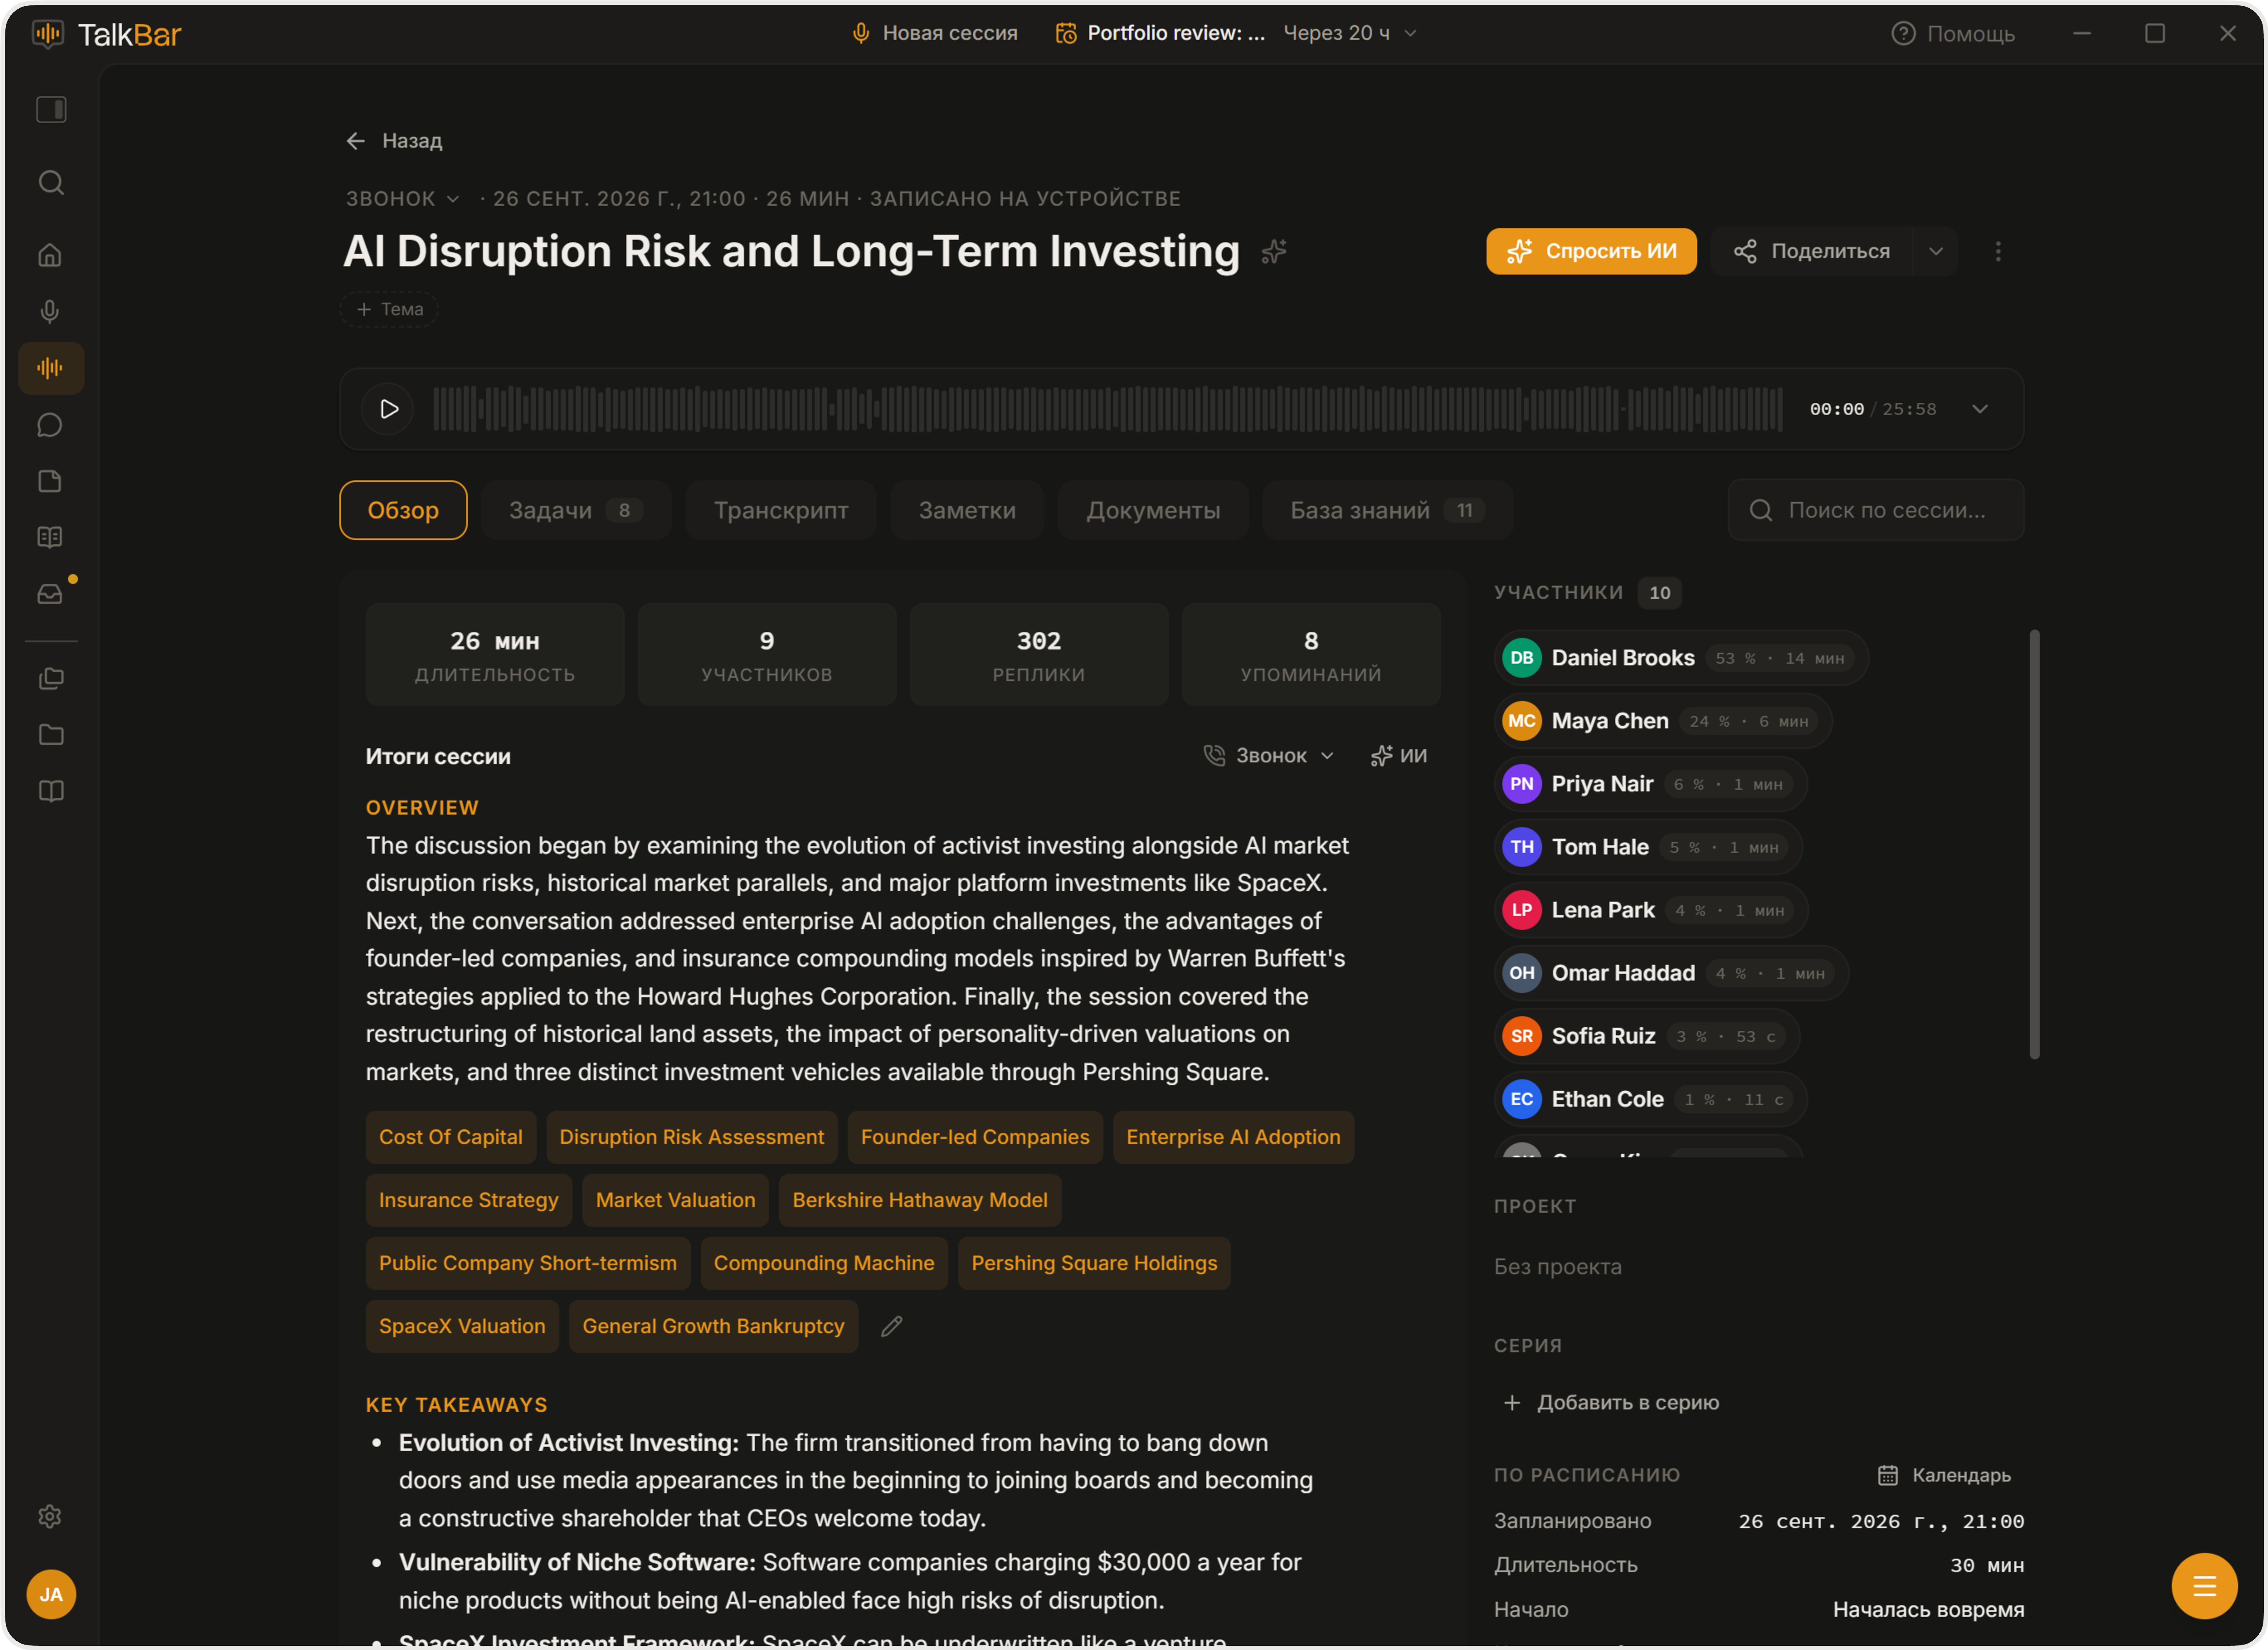 TalkBar
Новая сессия
Portfolio review: ... Через 20 ч
Помощь
Назад
ЗВОНОК · 26 СЕНТ. 2026 Г., 21:00 · 26 МИН · ЗАПИСАНО НА УСТРОЙСТВЕ
AI Disruption Risk and Long-Term Investing
Спросить ИИ
Поделиться
+ Тема
00:00 / 25:58
Обзор
Задачи 8
Транскрипт
Заметки
Документы
База знаний 11
Поиск по сессии...
26 мин
ДЛИТЕЛЬНОСТЬ
9
УЧАСТНИКОВ
302
РЕПЛИКИ
8
УПОМИНАНИЙ
Итоги сессии
Звонок
ИИ
OVERVIEW
The discussion began by examining the evolution of activist investing alongside AI market
disruption risks, historical market parallels, and major platform investments like SpaceX.
Next, the conversation addressed enterprise AI adoption challenges, the advantages of
founder-led companies, and insurance compounding models inspired by Warren Buffett's
strategies applied to the Howard Hughes Corporation. Finally, the session covered the
restructuring of historical land assets, the impact of personality-driven valuations on
markets, and three distinct investment vehicles available through Pershing Square.
Cost Of Capital
Disruption Risk Assessment
Founder-led Companies
Enterprise AI Adoption
Insurance Strategy
Market Valuation
Berkshire Hathaway Model
Public Company Short-termism
Compounding Machine
Pershing Square Holdings
SpaceX Valuation
General Growth Bankruptcy
KEY TAKEAWAYS
• Evolution of Activist Investing: The firm transitioned from having to bang down
doors and use media appearances in the beginning to joining boards and becoming
a constructive shareholder that CEOs welcome today.
• Vulnerability of Niche Software: Software companies charging $30,000 a year for
niche products without being AI-enabled face high risks of disruption.
• SpaceX Investment Framework: SpaceX can be underwritten like a venture
УЧАСТНИКИ 10
DB Daniel Brooks 53 % · 14 мин
MC Maya Chen 24 % · 6 мин
PN Priya Nair 6 % · 1 мин
TH Tom Hale 5 % · 1 мин
LP Lena Park 4 % · 1 мин
OH Omar Haddad 4 % · 1 мин
SR Sofia Ruiz 3 % · 53 с
EC Ethan Cole 1 % · 11 с
ПРОЕКТ
Без проекта
СЕРИЯ
+ Добавить в серию
ПО РАСПИСАНИЮ
Календарь
Запланировано 26 сент. 2026 г., 21:00
Длительность 30 мин
Начало Началась вовремя
JA